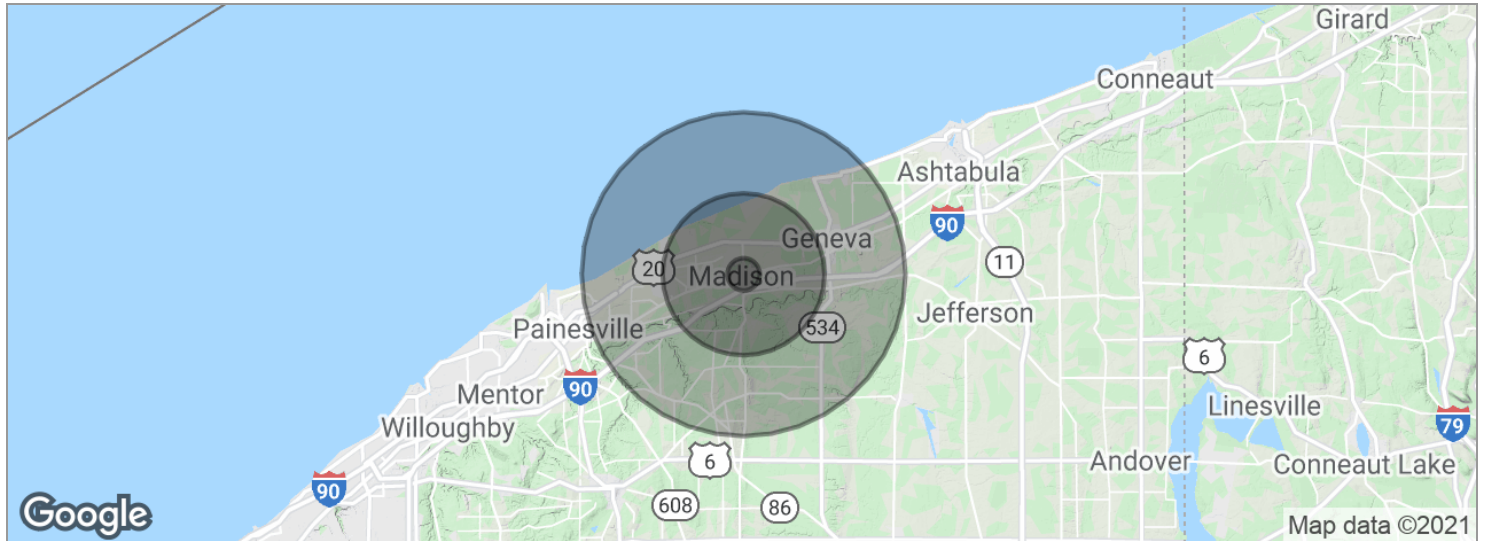 Girard
Conneaut
Ashtabula
90
Geneva
11
20
Madison
Jefferson
534
Painesville
6
90
Mentor
Linesville
Willoughby
79
6
Andover
Conneaut Lake
90
608
86
Google
Map data ©2021